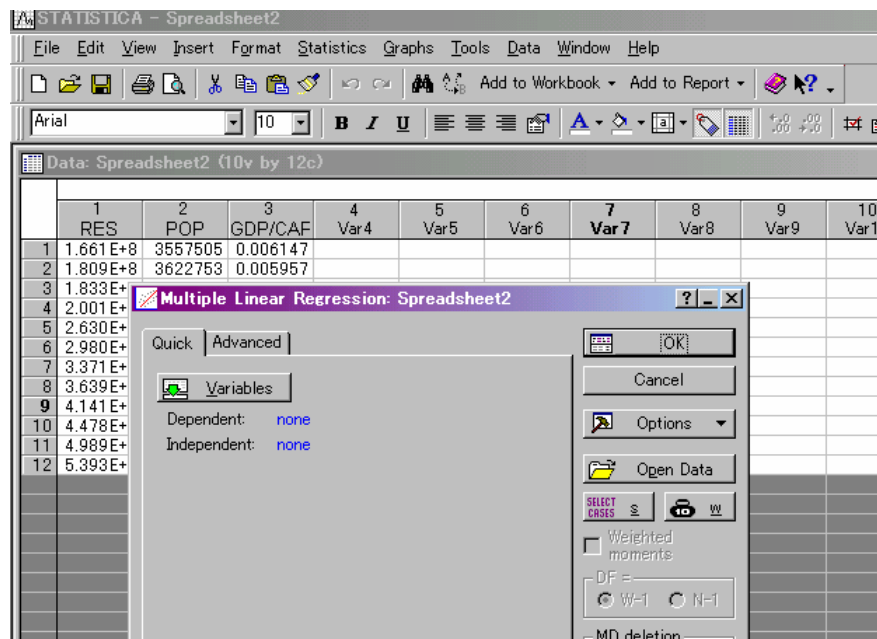 STATISTICA - Spreadsheet2
File Edit View Insert Format Statistics Graphs Tools Data Window Help
Add to Workbook Add to Report
Arial 10 B I U A a
Data: Spreadsheet2 (10v by 12c)
1 2 3 4 5 6 7 8 9 10
RES POP GDP/CAF Var4 Var5 Var6 Var7 Var8 Var9 Var1
1 1.661E+8 3557505 0.006147
2 1.809E+8 3622753 0.005957
3 1.833E+
4 2.001E+
5 2.630E+
6 2.980E+
7 3.371E+
8 3.639E+
9 4.141E+
10 4.478E+
11 4.989E+
12 5.393E+
Multiple Linear Regression: Spreadsheet2
Quick Advanced
Variables
Dependent: none
Independent: none
OK
Cancel
Options
Open Data
SELECT CASES S W
Weighted
moments
DF =
W-1 N-1
MD deletion